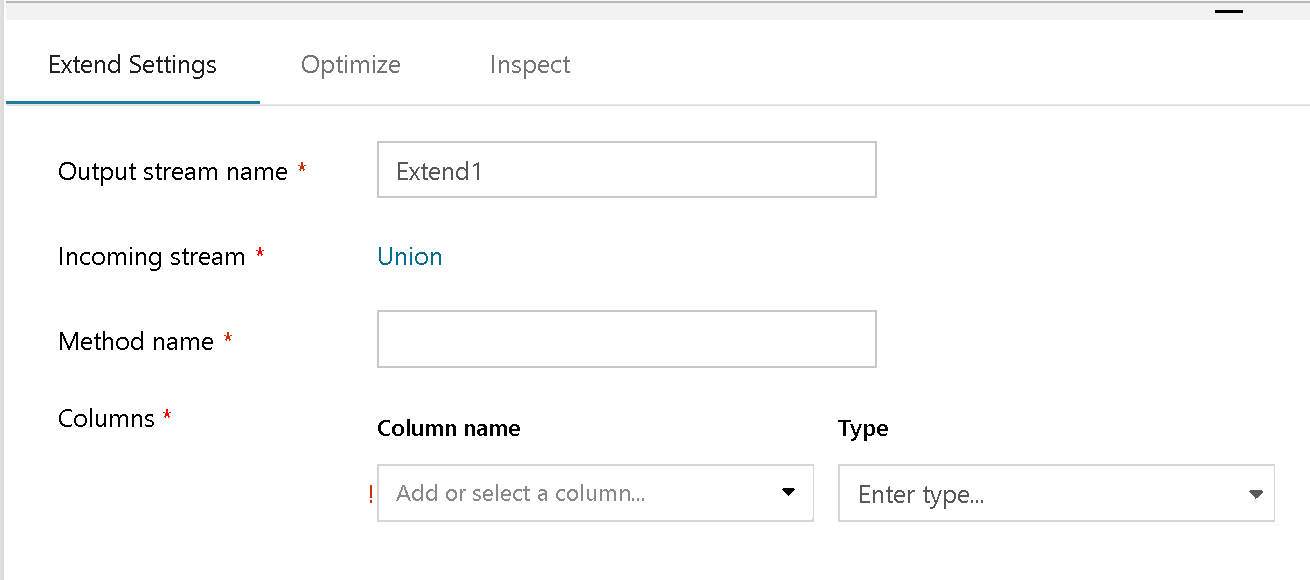 Extend Settings Optimize Inspect
Output stream name * Extend1
Incoming stream * Union
Method name *
Columns *
Column name Type
! Add or select a column... Enter type...